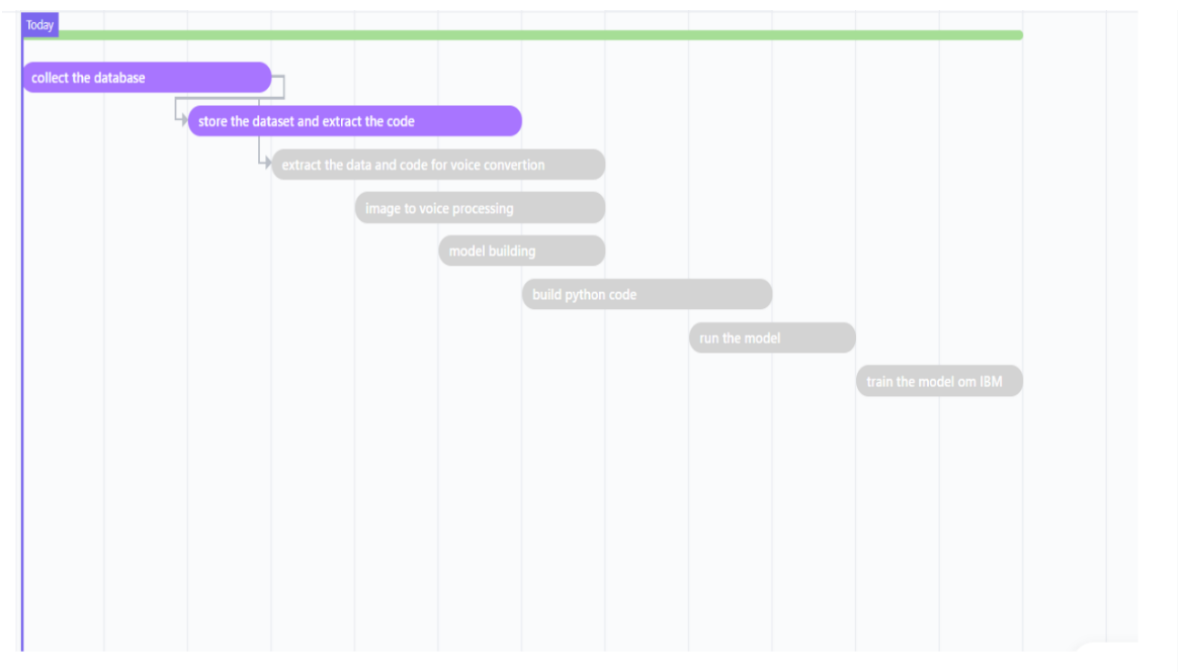 Today
collect the database
store the dataset and extract the code
extract the data and code for voice convertion
image to voice processing
model building
build python code
run the model
train the model om IBM